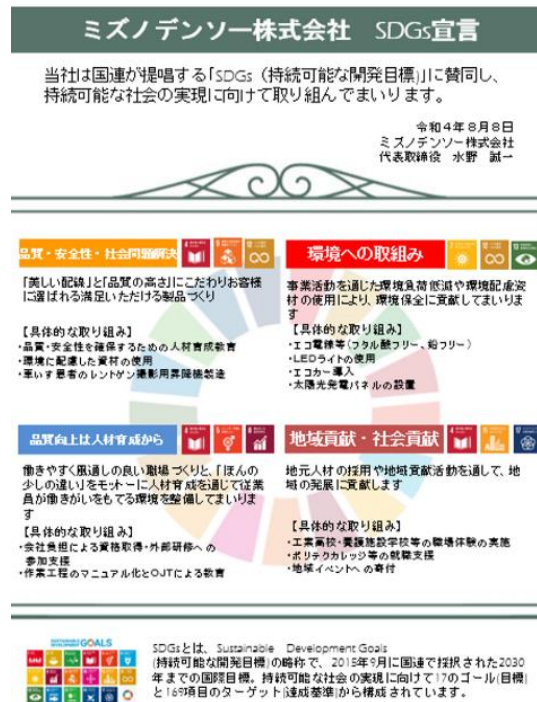 ミズノデンソー株式会社　SDGs宣言
当社は国連が提唱する「SDGs（持続可能な開発目標)」に賛同し、
持続可能な社会の実現に向けて取り組んでまいります。
令和4年8月8日
ミズノデンソー株式会社
代表取締役　水野　誠一
品質・安全性・社会問題解決
「美しい配線」と「品質の高さ」にこだわりお客様
に選ばれる満足いただける製品づくり
【具体的な取り組み】
・品質・安全性を確保するための人材育成教育
・環境に配慮した資材の使用
・車いす患者のレントゲン撮影用昇降機製造
環境への取組み
事業活動を通じた環境負荷低減や環境配慮資
材の使用により、環境保全に貢献してまいりま
す
【具体的な取り組み】
・エコ電線等(フタル酸フリー、鉛フリー)
・LEDライトの使用
・エコカー導入
・太陽光発電パネルの設置
品質向上は人材育成から
働きやすく風通しの良い職場づくりと、「ほんの
少しの違い」をモットーに人材育成を通じて従業
員が働きがいをもてる環境を整備してまいりま
す
【具体的な取り組み】
・会社負担による資格取得・外部研修への
参加支援
・作業工程のマニュアル化とOJTによる教育
地域貢献・社会貢献
地元人材の採用や地域貢献活動を通して、地
域の発展に貢献します
【具体的な取り組み】
・工業高校・養護施設学校等の職場体験の実施
・ポリテクカレッジ等の就職支援
・地域イベントへの寄付
SUSTAINABLE DEVELOPMENT GOALS
SDGsとは、Sustainable　Development Goals
(持続可能な開発目標)の略称で、2015年9月に国連で採択された2030
年までの国際目標。持続可能な社会の実現に向けて17のゴール(目標)
と169項目のターゲット(達成基準)から構成されています。